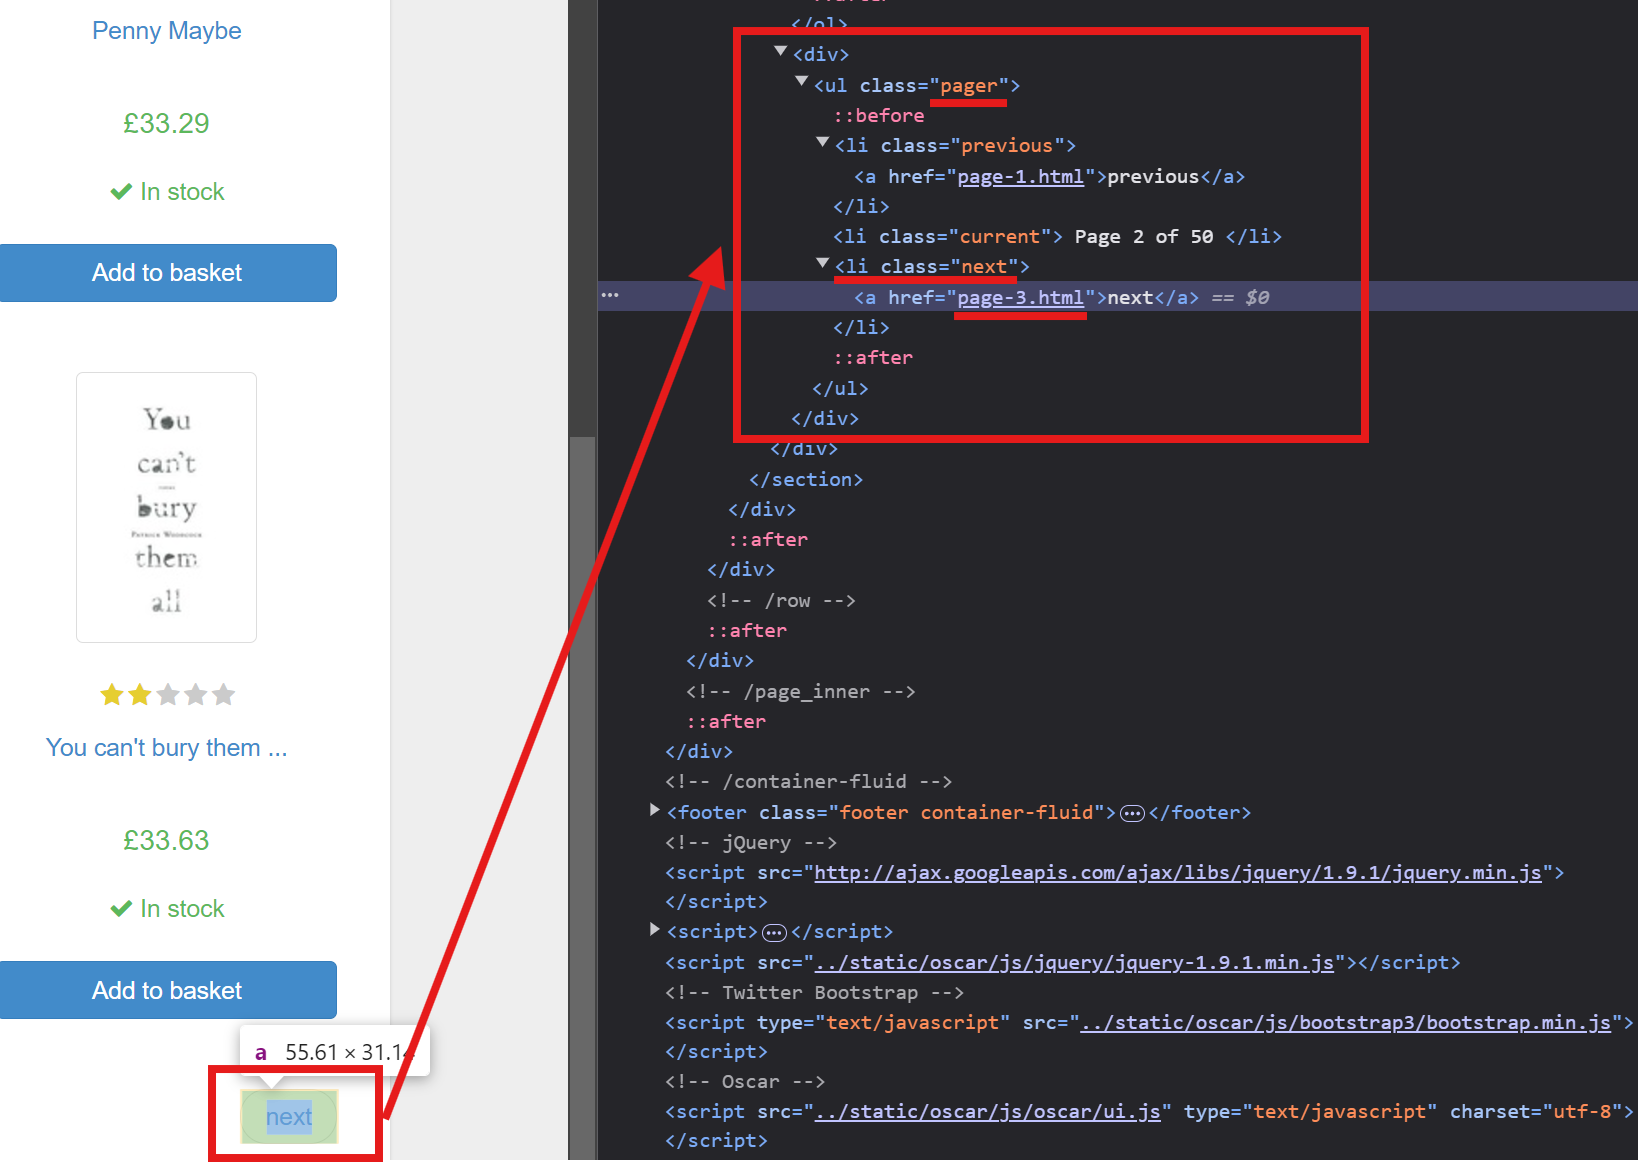 Penny Maybe
£33.29
In stock
Add to basket
You
can't
bury
PATRICK WOODCOCK
them
all
You can't bury them ...
£33.63
In stock
Add to basket
a 55.61 × 31.14
next
</ol>
<div>
<ul class="pager">
::before
<li class="previous">
<a href="page-1.html">previous</a>
</li>
<li class="current"> Page 2 of 50 </li>
<li class="next">
... <a href="page-3.html">next</a> == $0
</li>
::after
</ul>
</div>
</div>
</section>
</div>
::after
</div>
<!-- /row -->
::after
</div>
<!-- /page_inner -->
::after
</div>
<!-- /container-fluid -->
<footer class="footer container-fluid">...</footer>
<!-- jQuery -->
<script src="http://ajax.googleapis.com/ajax/libs/jquery/1.9.1/jquery.min.js">
</script>
<script>...</script>
<script src="../static/oscar/js/jquery/jquery-1.9.1.min.js"></script>
<!-- Twitter Bootstrap -->
<script type="text/javascript" src="../static/oscar/js/bootstrap3/bootstrap.min.js">
</script>
<!-- Oscar -->
<script src="../static/oscar/js/oscar/ui.js" type="text/javascript" charset="utf-8">
</script>